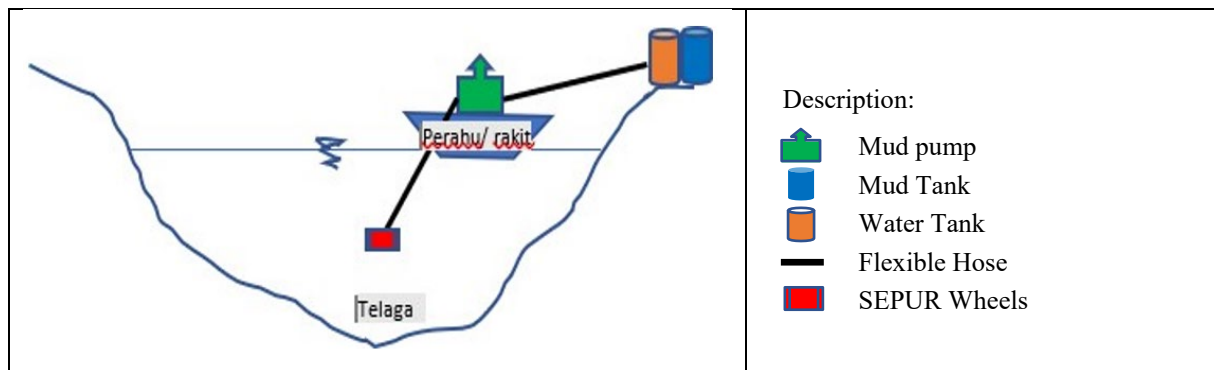 Perahu/ rakit
Telaga
Description:
Mud pump
Mud Tank
Water Tank
Flexible Hose
SEPUR Wheels